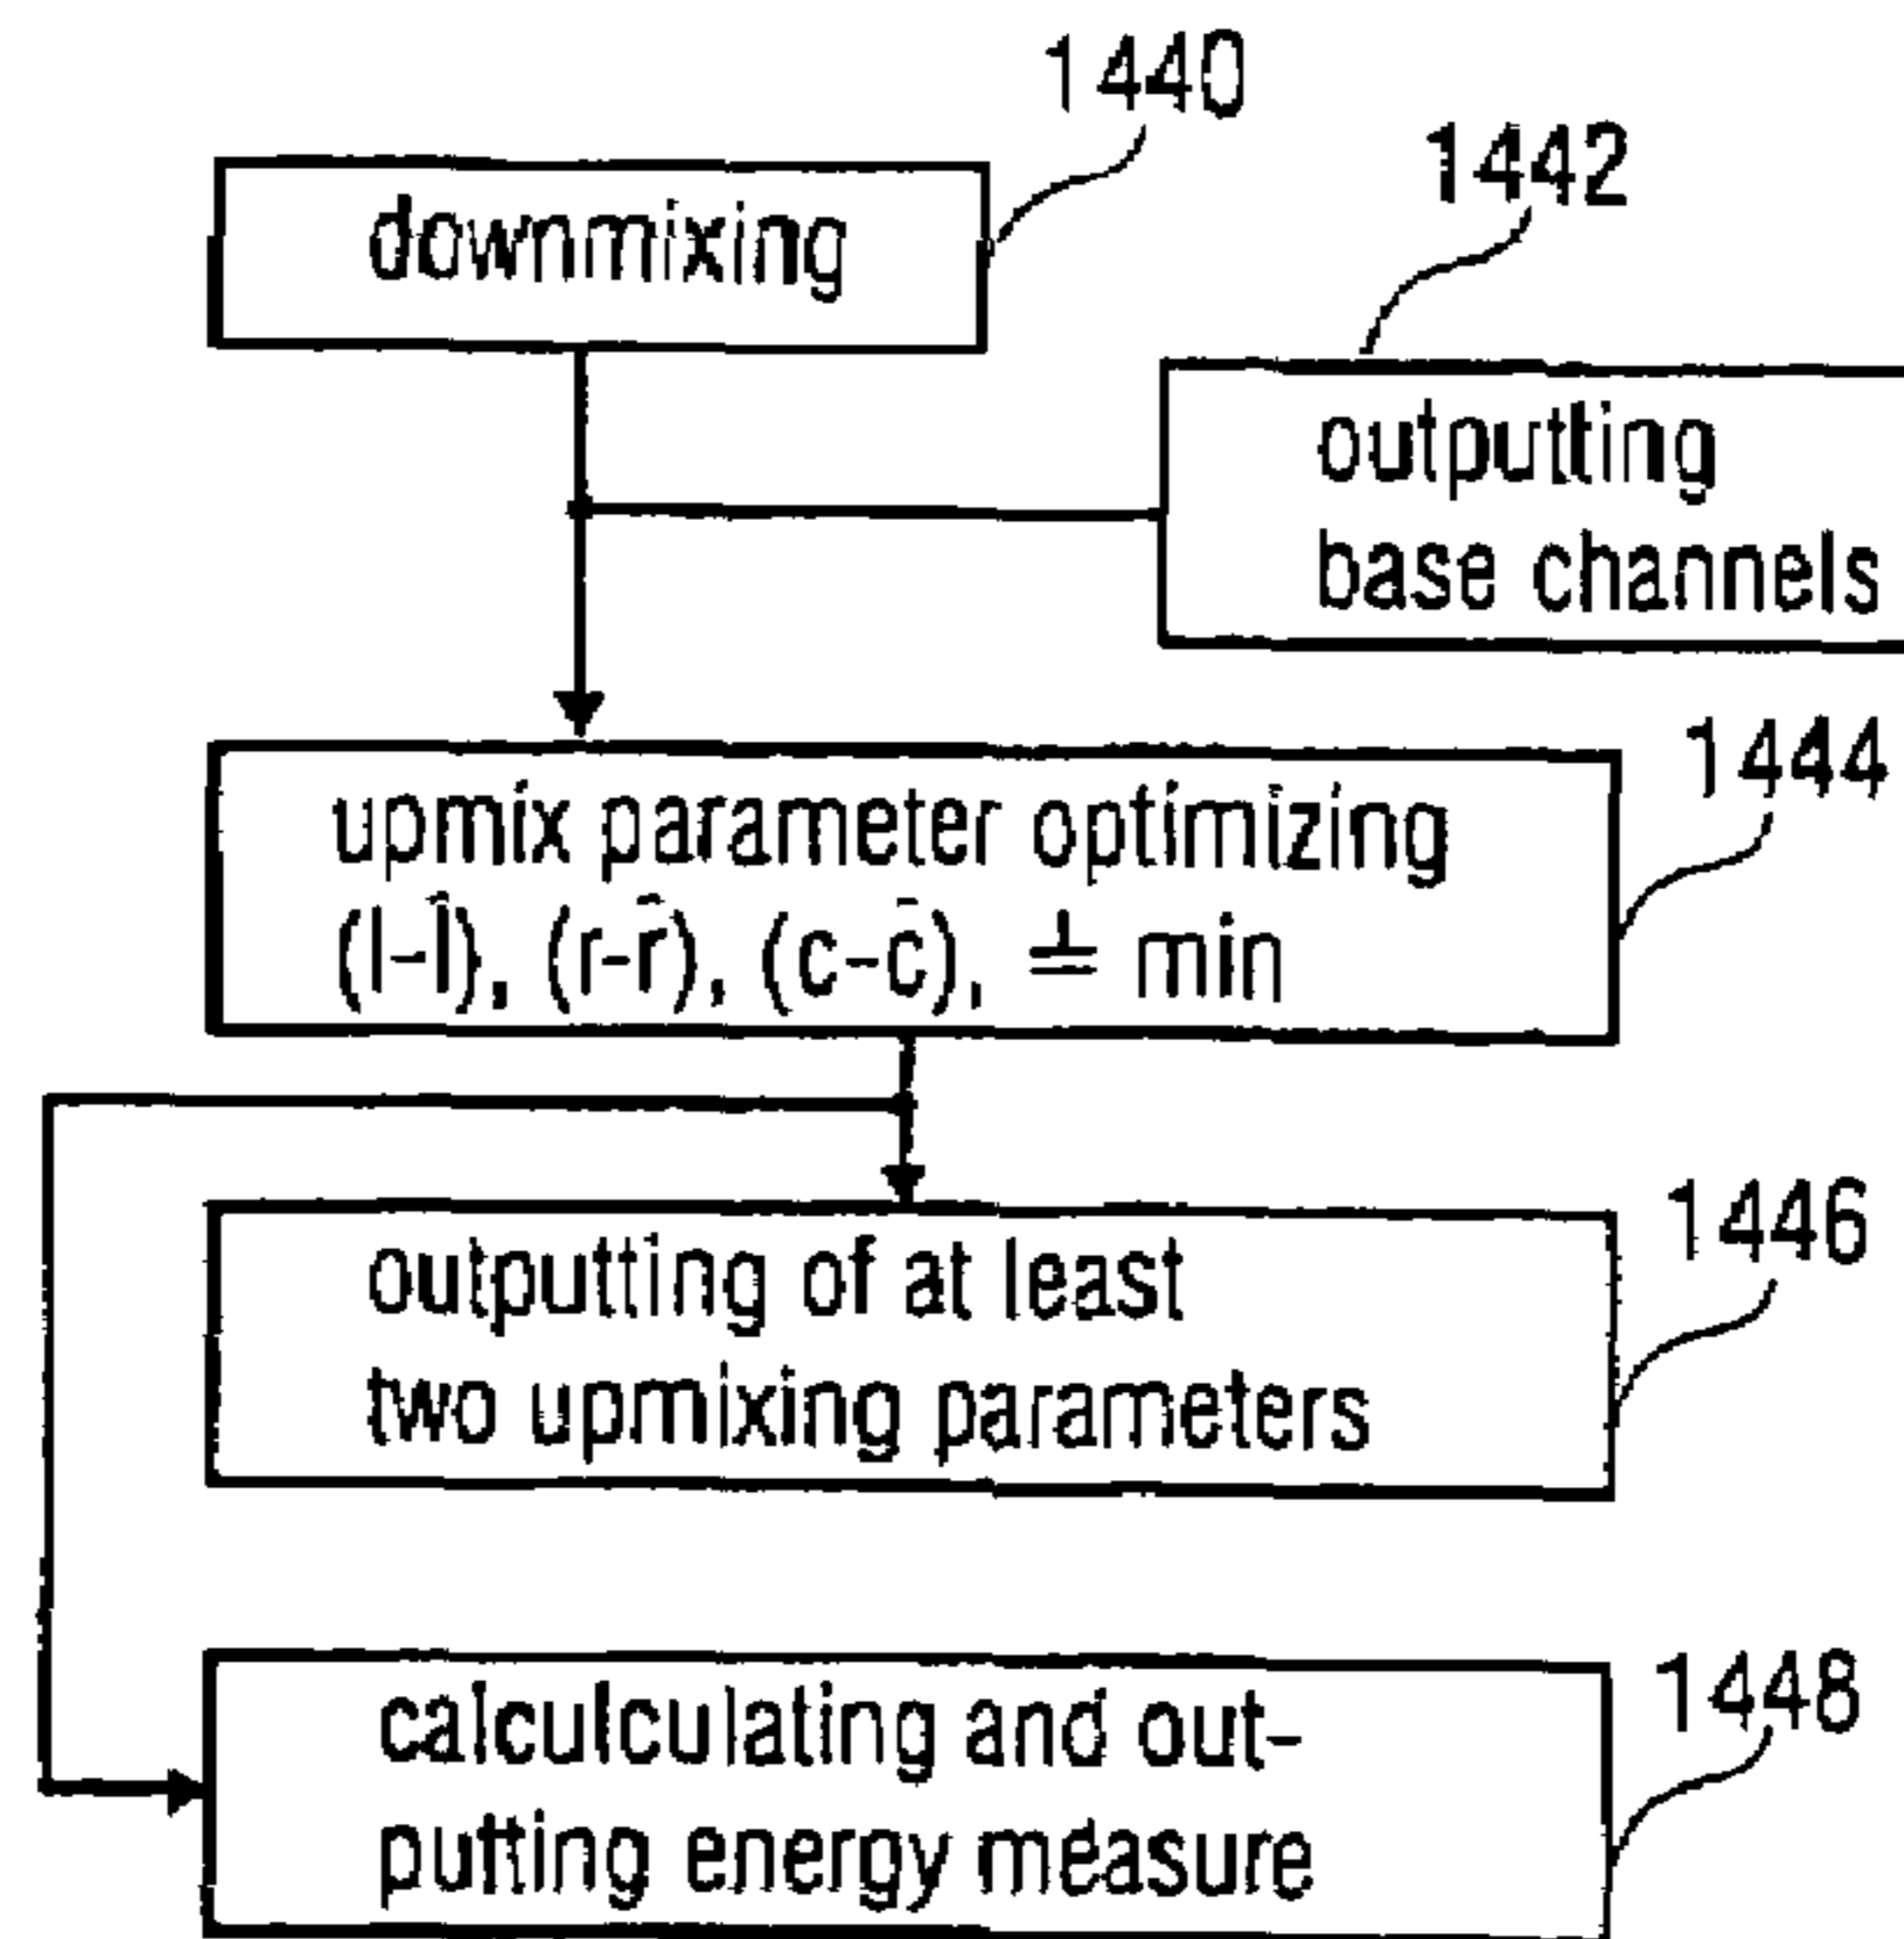 1440
downmixing
1442
outputting
base channels
1444
upmix parameter optimizing
(l-l̂), (r-r̂), (c-c̄), ≐ min
1446
outputting of at least
two upmixing parameters
1448
calculculating and out-
putting energy measure